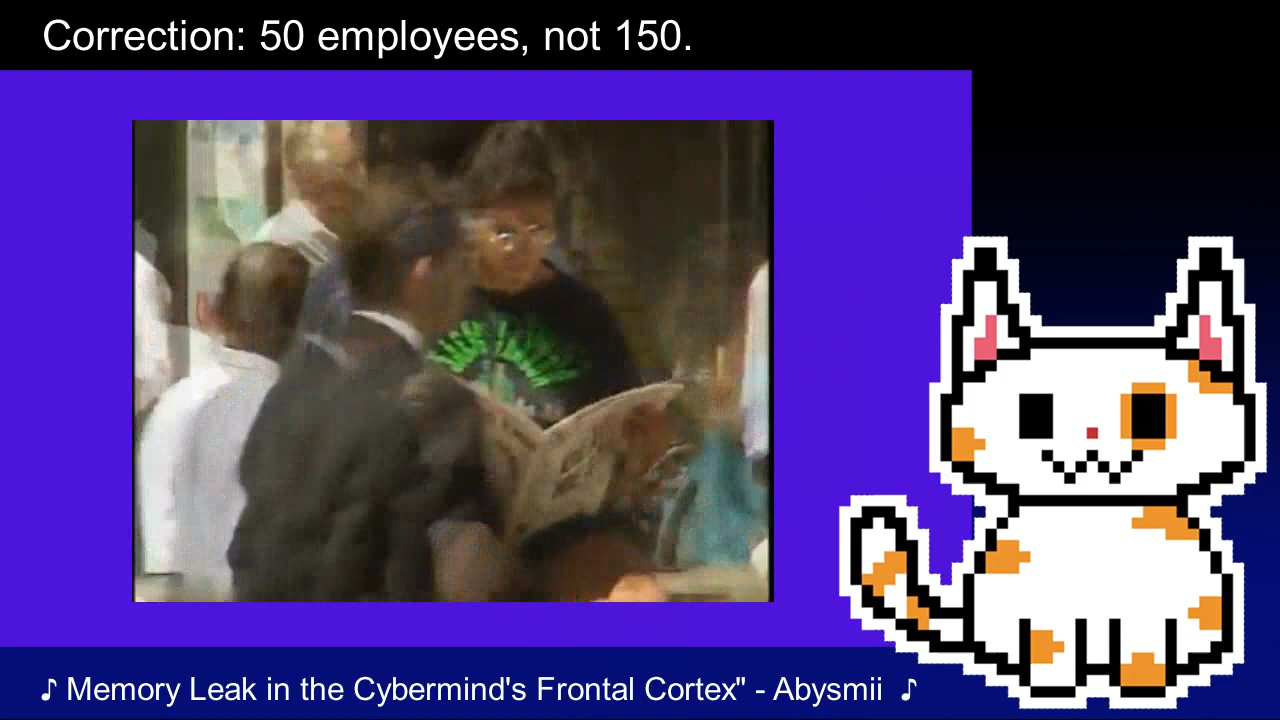 Correction: 50 employees, not 150.
♪ Memory Leak in the Cybermind's Frontal Cortex" - Abysmii ♪